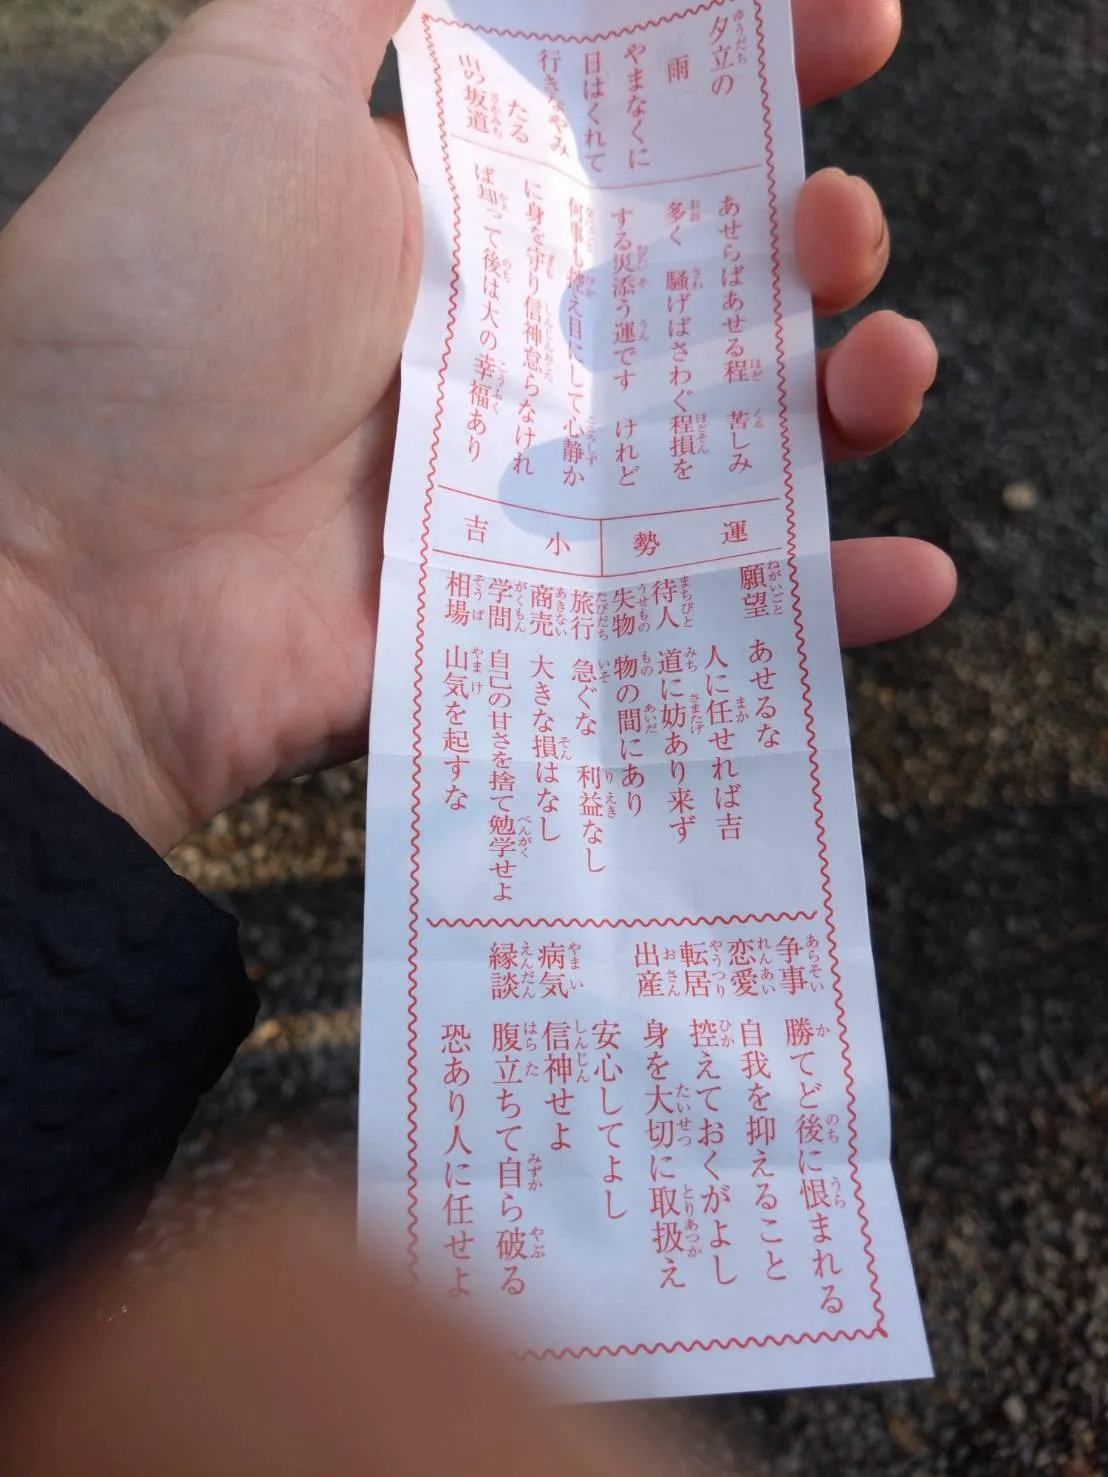 夕立の
雨
やまなくに
日はくれて
行きなやみ
たる
山の坂道
あせらばあせる程 苦しみ
多く 騒げばさわぐ程損を
する災添う運です けれど
何事も控え目にして心静か
に身を守り信神怠らなけれ
ば却って後は大の幸福あり
運勢 小吉
願望 あせるな
人に任せれば吉
待人 道に妨あり来ず
失物 物の間にあり
旅行 急ぐな 利益なし
商売 大きな損はなし
学問 自己の甘さを捨て勉学せよ
相場 山気を起すな
争事 勝てど後に恨まれる
恋愛 自我を抑えること
転居 控えておくがよし
出産 身を大切に取扱え
安心してよし
病気 信神せよ
縁談 腹立ちて自ら破る
恐あり人に任せよ